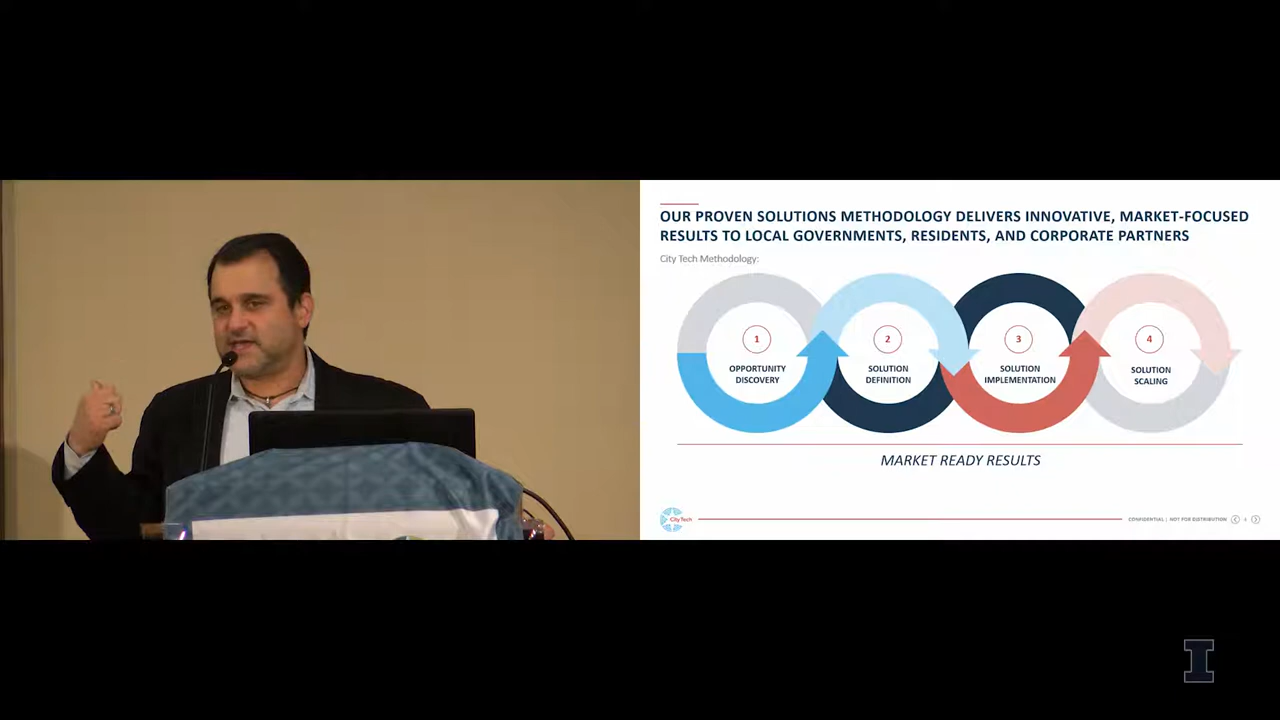 OUR PROVEN SOLUTIONS METHODOLOGY DELIVERS INNOVATIVE, MARKET-FOCUSED
RESULTS TO LOCAL GOVERNMENTS, RESIDENTS, AND CORPORATE PARTNERS
City Tech Methodology:
1
OPPORTUNITY
DISCOVERY
2
SOLUTION
DEFINITION
3
SOLUTION
IMPLEMENTATION
4
SOLUTION
SCALING
MARKET READY RESULTS
City Tech
CONFIDENTIAL | NOT FOR DISTRIBUTION
I